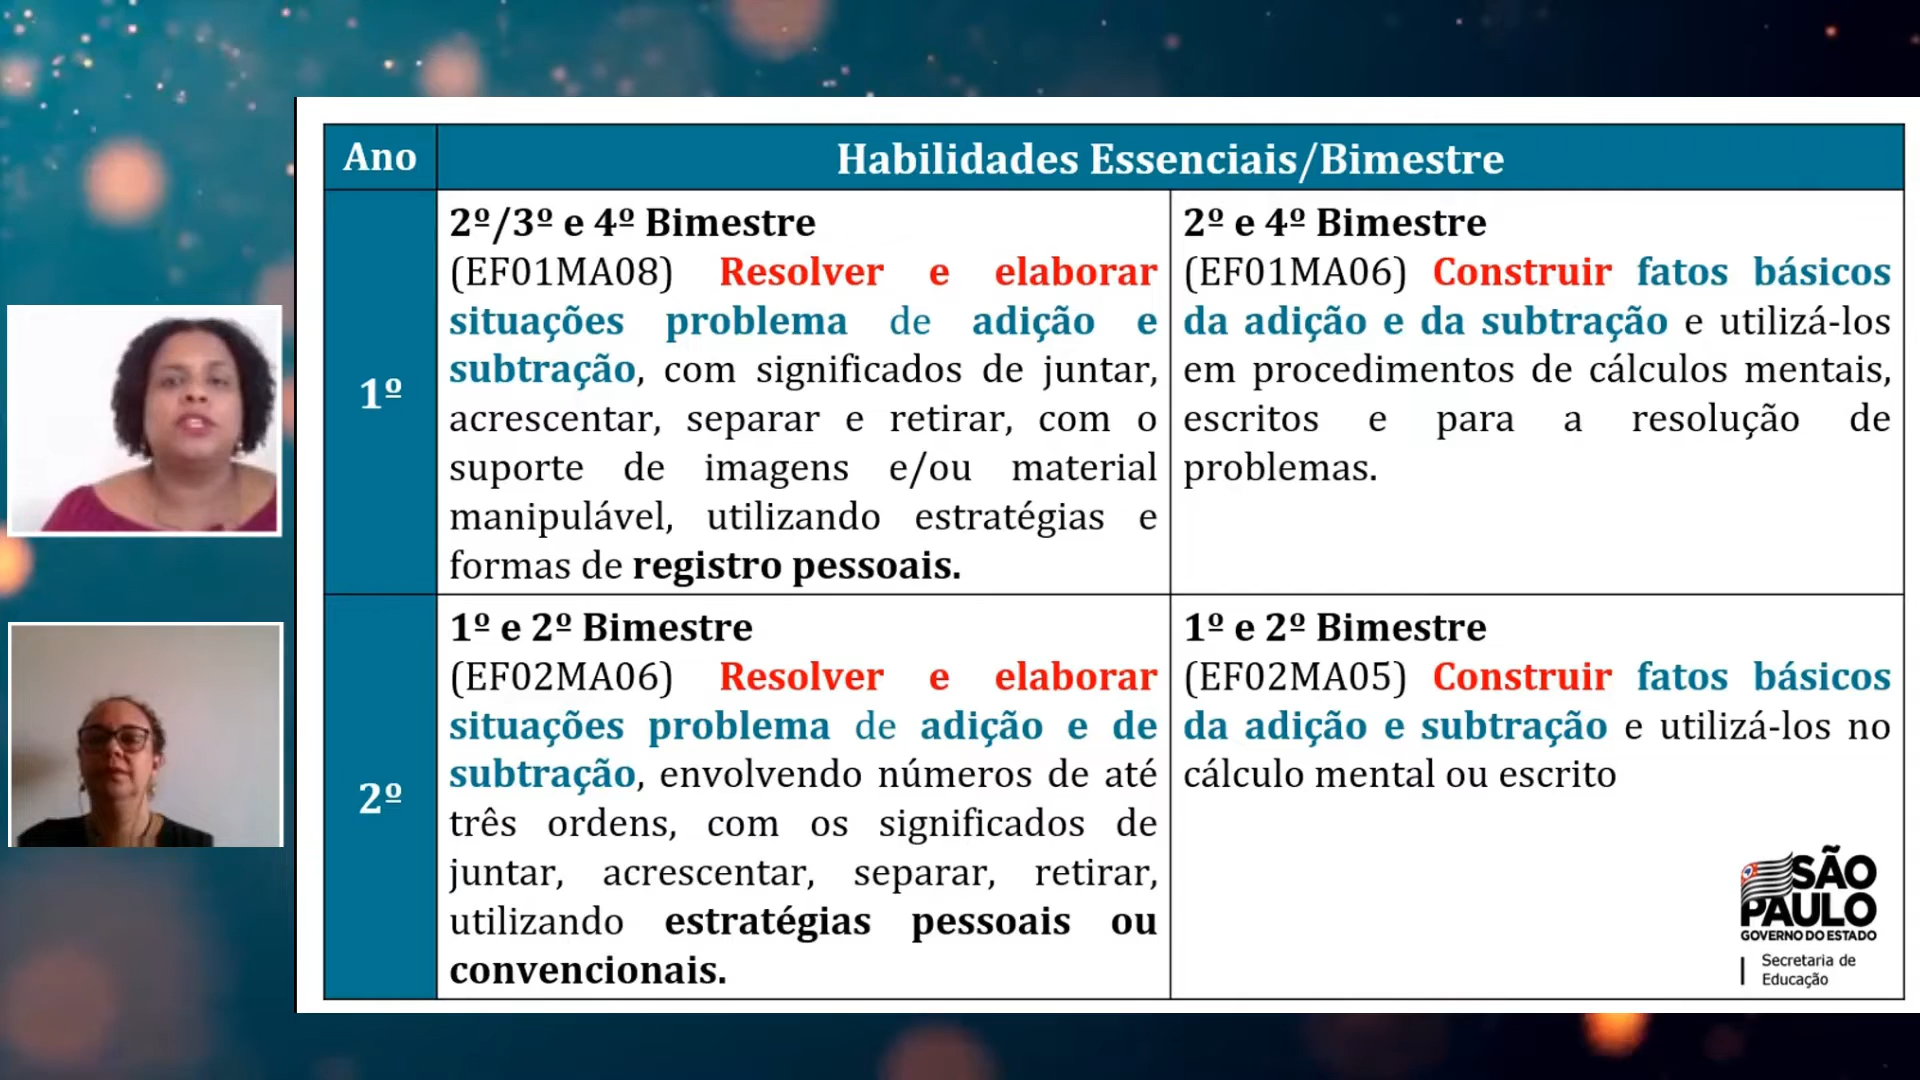 Ano
Habilidades Essenciais/Bimestre
1º
2º/3º e 4º Bimestre
(EF01MA08) Resolver e elaborar
situações problema de adição e
subtração, com significados de juntar,
acrescentar, separar e retirar, com o
suporte de imagens e/ou material
manipulável, utilizando estratégias e
formas de registro pessoais.
2º e 4º Bimestre
(EF01MA06) Construir fatos básicos
da adição e da subtração e utilizá-los
em procedimentos de cálculos mentais,
escritos e para a resolução de
problemas.
2º
1º e 2º Bimestre
(EF02MA06) Resolver e elaborar
situações problema de adição e de
subtração, envolvendo números de até
três ordens, com os significados de
juntar, acrescentar, separar, retirar,
utilizando estratégias pessoais ou
convencionais.
1º e 2º Bimestre
(EF02MA05) Construir fatos básicos
da adição e subtração e utilizá-los no
cálculo mental ou escrito
SÃO
PAULO
GOVERNO DO ESTADO
Secretaria de
Educação